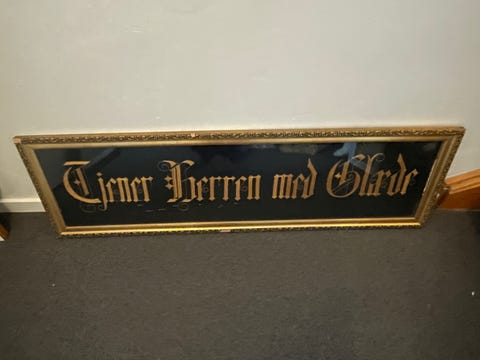 Tjener Herren med Glæde